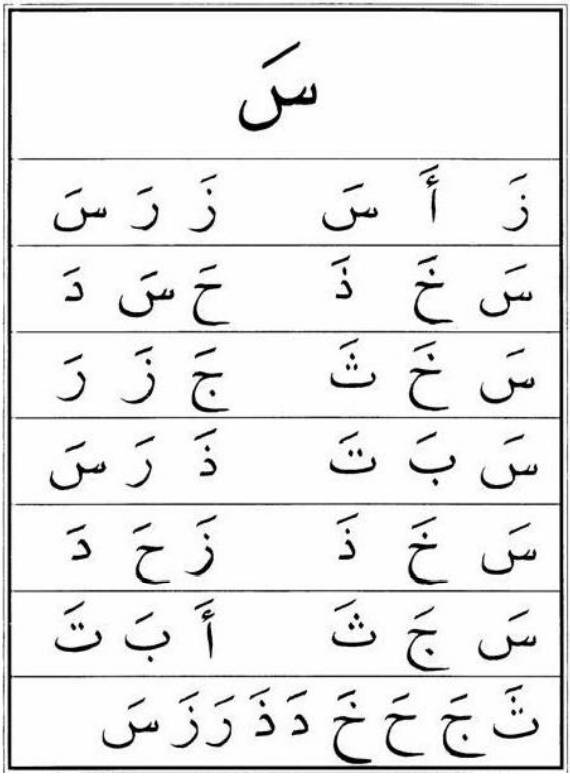 سَ
زَ أَ سَ زَ رَ سَ
سَ خَ ذَ حَ سَ دَ
سَ خَ ثَ جَ زَ رَ
سَ بَ تَ ذَ رَ سَ
سَ خَ ذَ زَ حَ دَ
سَ جَ ثَ أَ بَ تَ
ثَ جَ حَ خَ دَ ذَ رَ زَ سَ